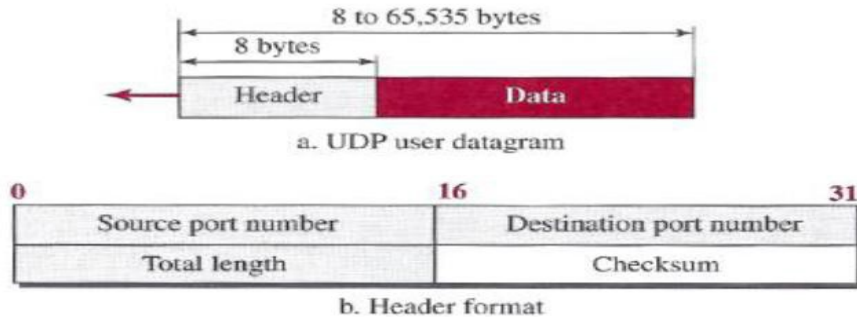 8 to 65,535 bytes
8 bytes
Header Data
a. UDP user datagram
0 16 31
Source port number Destination port number
Total length Checksum
b. Header format